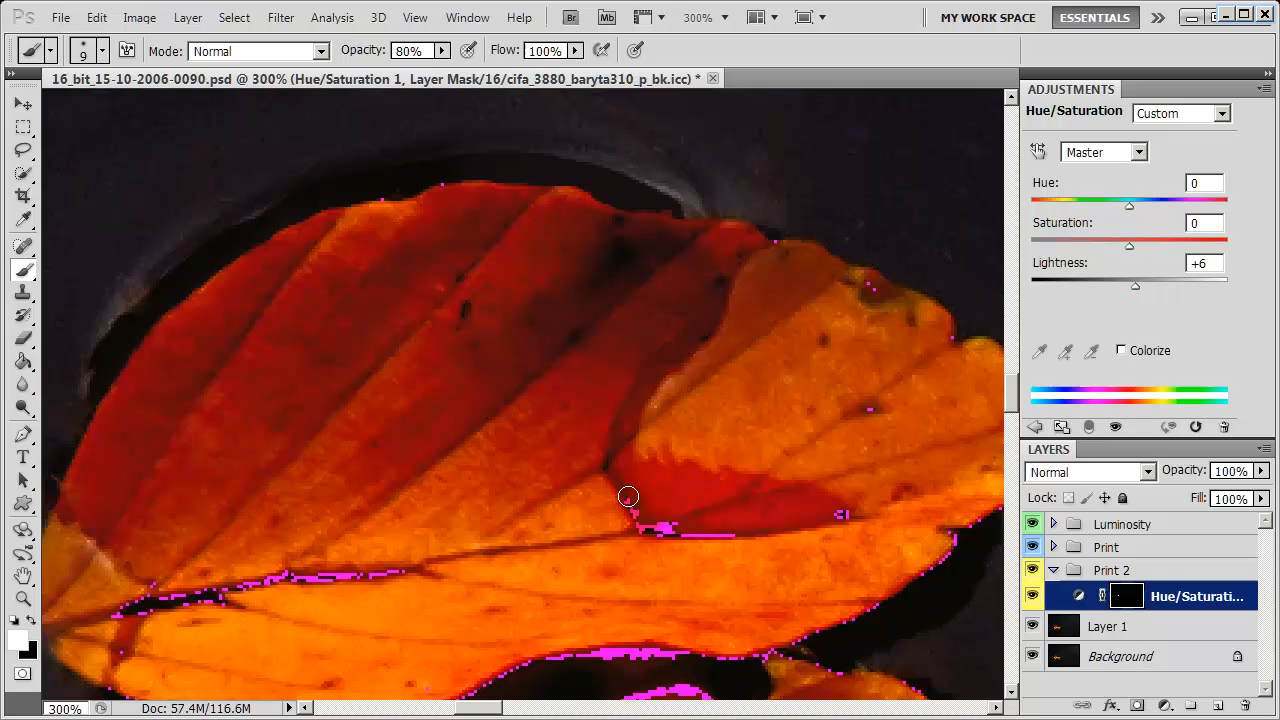 Ps File Edit Image Layer Select Filter Analysis 3D View Window Help Br Mb 300% MY WORK SPACE ESSENTIALS
9 Mode: Normal Opacity: 80% Flow: 100%
16_bit_15-10-2006-0090.psd @ 300% (Hue/Saturation 1, Layer Mask/16/cifa_3880_baryta310_p_bk.icc) *
ADJUSTMENTS
Hue/Saturation Custom
Master
Hue: 0
Saturation: 0
Lightness: +6
Colorize
LAYERS
Normal Opacity: 100%
Lock: Fill: 100%
Luminosity
Print
Print 2
Hue/Saturati...
Layer 1
Background
300% Doc: 57.4M/116.6M